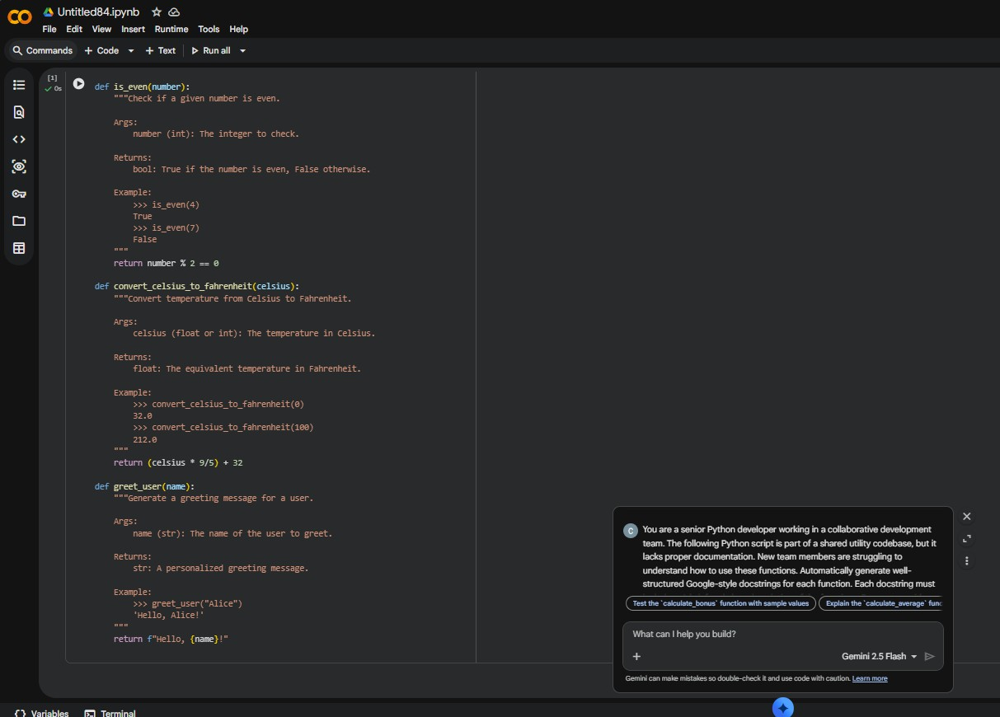 CO
Untitled84.ipynb
File Edit View Insert Runtime Tools Help
Commands + Code + Text Run all
[1]
0s
def is_even(number):
    """Check if a given number is even.
    Args:
        number (int): The integer to check.
    Returns:
        bool: True if the number is even, False otherwise.
    Example:
        >>> is_even(4)
        True
        >>> is_even(7)
        False
    """
    return number % 2 == 0
def convert_celsius_to_fahrenheit(celsius):
    """Convert temperature from Celsius to Fahrenheit.
    Args:
        celsius (float or int): The temperature in Celsius.
    Returns:
        float: The equivalent temperature in Fahrenheit.
    Example:
        >>> convert_celsius_to_fahrenheit(0)
        32.0
        >>> convert_celsius_to_fahrenheit(100)
        212.0
    """
    return (celsius * 9/5) + 32
def greet_user(name):
    """Generate a greeting message for a user.
    Args:
        name (str): The name of the user to greet.
    Returns:
        str: A personalized greeting message.
    Example:
        >>> greet_user("Alice")
        'Hello, Alice!'
    """
    return f"Hello, {name}!"
C
You are a senior Python developer working in a collaborative development
team. The following Python script is part of a shared utility codebase, but it
lacks proper documentation. New team members are struggling to
understand how to use these functions. Automatically generate well-
structured Google-style docstrings for each function. Each docstring must
Test the `calculate_bonus` function with sample values
Explain the `calculate_average` func
What can I help you build?
+ Gemini 2.5 Flash
Gemini can make mistakes so double-check it and use code with caution. Learn more
{} Variables Terminal